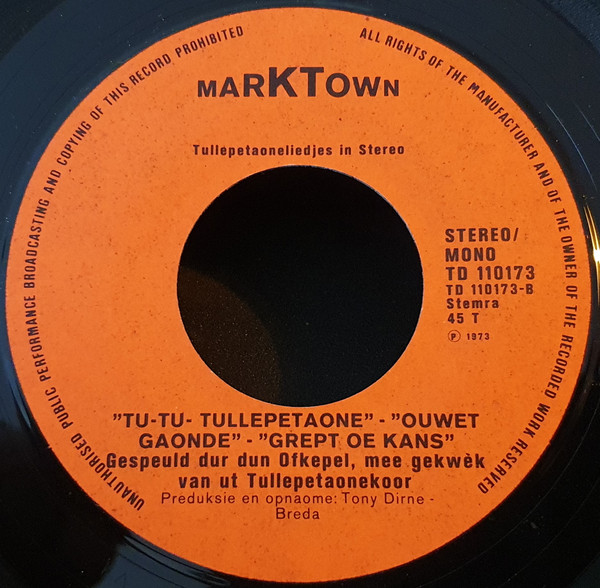 UNAUTHORISED PUBLIC PERFORMANCE BROADCASTING AND COPYING OF THIS RECORD PROHIBITED
ALL RIGHTS OF THE MANUFACTURER AND OF THE OWNER OF THE RECORDED WORK RESERVED
MARKTOWN
Tullepetaoneliedjes in Stereo
STEREO/
MONO
TD 110173
TD 110173-B
Stemra
45 T
Ⓟ 1973
"TU-TU- TULLEPETAONE" - "OUWET
GAONDE" - "GREPT OE KANS"
Gespeuld dur dun Ofkepel, mee gekwèk
van ut Tullepetaonekoor
Preduksie en opnaome: Tony Dirne -
Breda